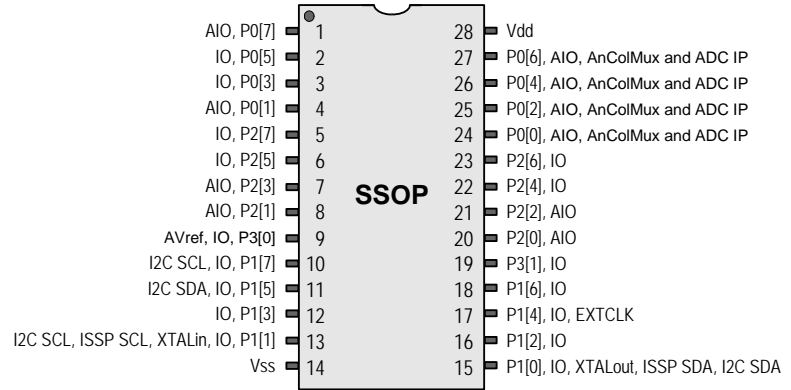 AIO, P0[7] 1 28 Vdd
IO, P0[5] 2 27 P0[6], AIO, AnColMux and ADC IP
IO, P0[3] 3 26 P0[4], AIO, AnColMux and ADC IP
AIO, P0[1] 4 25 P0[2], AIO, AnColMux and ADC IP
IO, P2[7] 5 24 P0[0], AIO, AnColMux and ADC IP
IO, P2[5] 6 23 P2[6], IO
AIO, P2[3] 7 SSOP 22 P2[4], IO
AIO, P2[1] 8 21 P2[2], AIO
AVref, IO, P3[0] 9 20 P2[0], AIO
I2C SCL, IO, P1[7] 10 19 P3[1], IO
I2C SDA, IO, P1[5] 11 18 P1[6], IO
IO, P1[3] 12 17 P1[4], IO, EXTCLK
I2C SCL, ISSP SCL, XTALin, IO, P1[1] 13 16 P1[2], IO
Vss 14 15 P1[0], IO, XTALout, ISSP SDA, I2C SDA